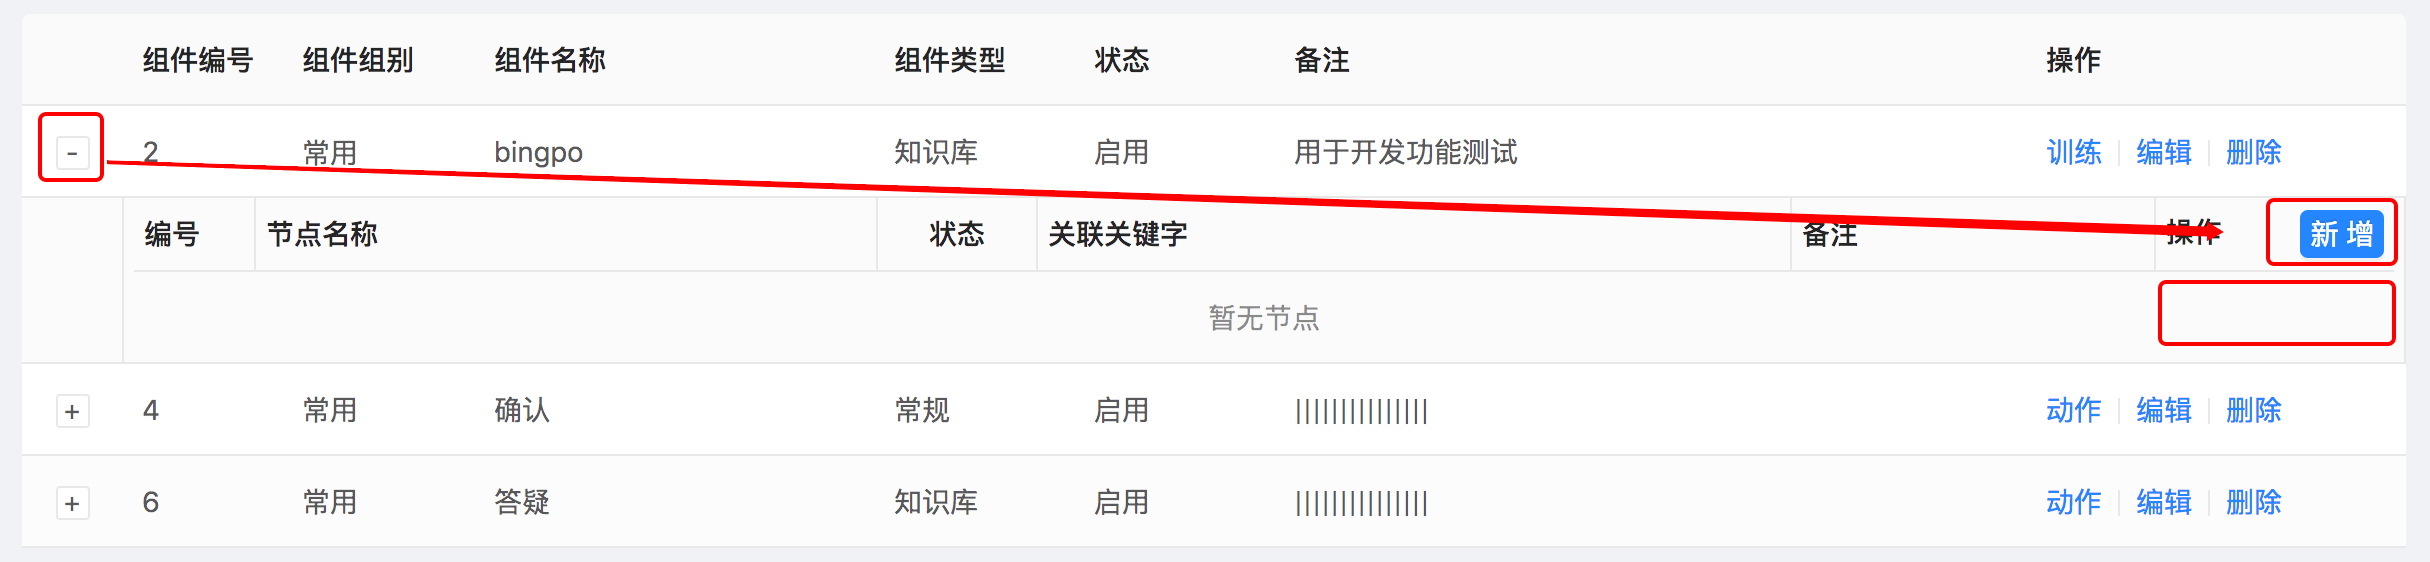 组件编号 组件组别 组件名称 组件类型 状态 备注 操作
- 2 常用 bingpo 知识库 启用 用于开发功能测试 训练 编辑 删除
编号 节点名称 状态 关联关键字 备注 操作 新 增
暂无节点
+ 4 常用 确认 常规 启用 ||||||||||||||| 动作 编辑 删除
+ 6 常用 答疑 知识库 启用 ||||||||||||||| 动作 编辑 删除